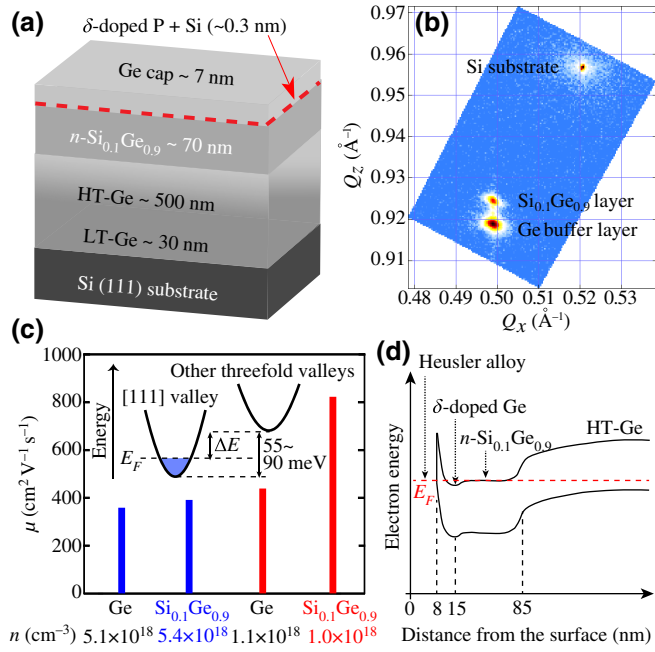 (a)
δ-doped P + Si (~0.3 nm)
Ge cap ~ 7 nm
n-Si0.1Ge0.9 ~ 70 nm
HT-Ge ~ 500 nm
LT-Ge ~ 30 nm
Si (111) substrate
(b)
0.97
0.96
0.95
0.94
0.93
0.92
0.91
Qz (Å⁻¹)
Si substrate
Si0.1Ge0.9 layer
Ge buffer layer
0.48 0.49 0.50 0.51 0.52 0.53
Qx (Å⁻¹)
(c)
1000
800
600
400
200
0
μ (cm² V⁻¹ s⁻¹)
Energy
[111] valley
Other threefold valleys
EF
ΔE
55~
90 meV
Ge Si0.1Ge0.9 Ge Si0.1Ge0.9
n (cm⁻³) 5.1×10¹⁸ 5.4×10¹⁸ 1.1×10¹⁸ 1.0×10¹⁸
(d)
Heusler alloy
δ-doped Ge
n-Si0.1Ge0.9
HT-Ge
Electron energy
EF
0 8 15 85
Distance from the surface (nm)